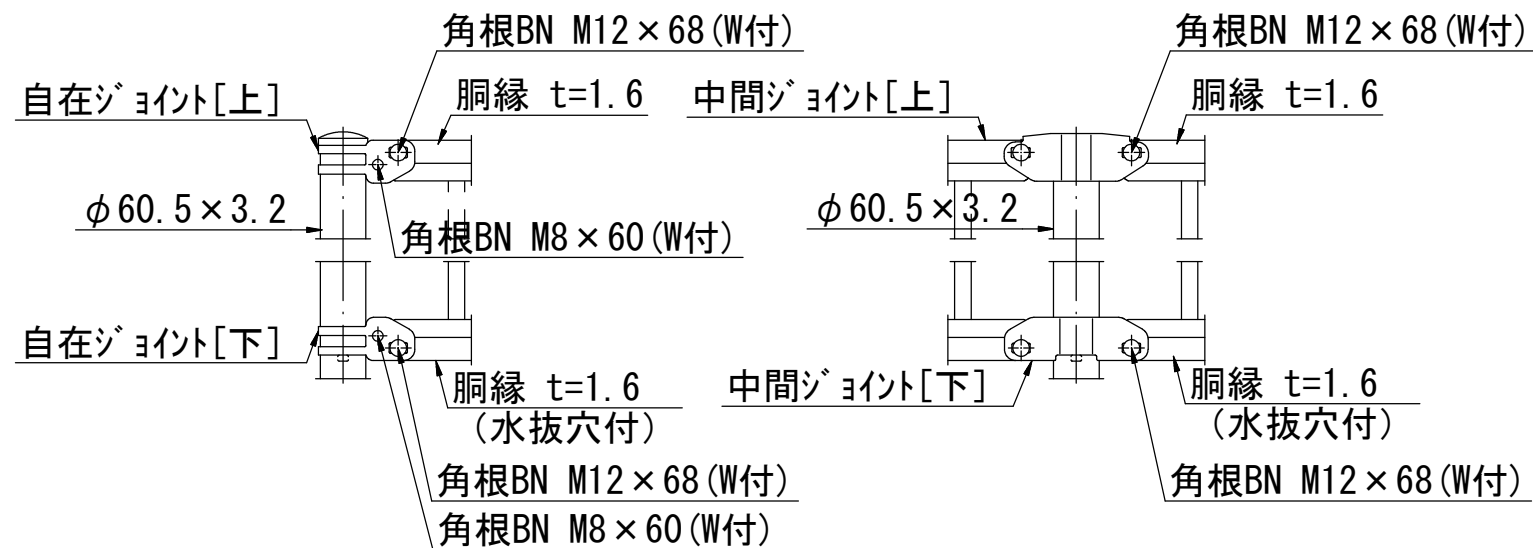 角根BN M12×68(W付)
自在ｼﾞｮｲﾝﾄ[上]
胴縁 t=1.6
φ60.5×3.2
角根BN M8×60(W付)
自在ｼﾞｮｲﾝﾄ[下]
胴縁 t=1.6
(水抜穴付)
角根BN M12×68(W付)
角根BN M8×60(W付)
角根BN M12×68(W付)
中間ｼﾞｮｲﾝﾄ[上]
胴縁 t=1.6
φ60.5×3.2
中間ｼﾞｮｲﾝﾄ[下]
胴縁 t=1.6
(水抜穴付)
角根BN M12×68(W付)